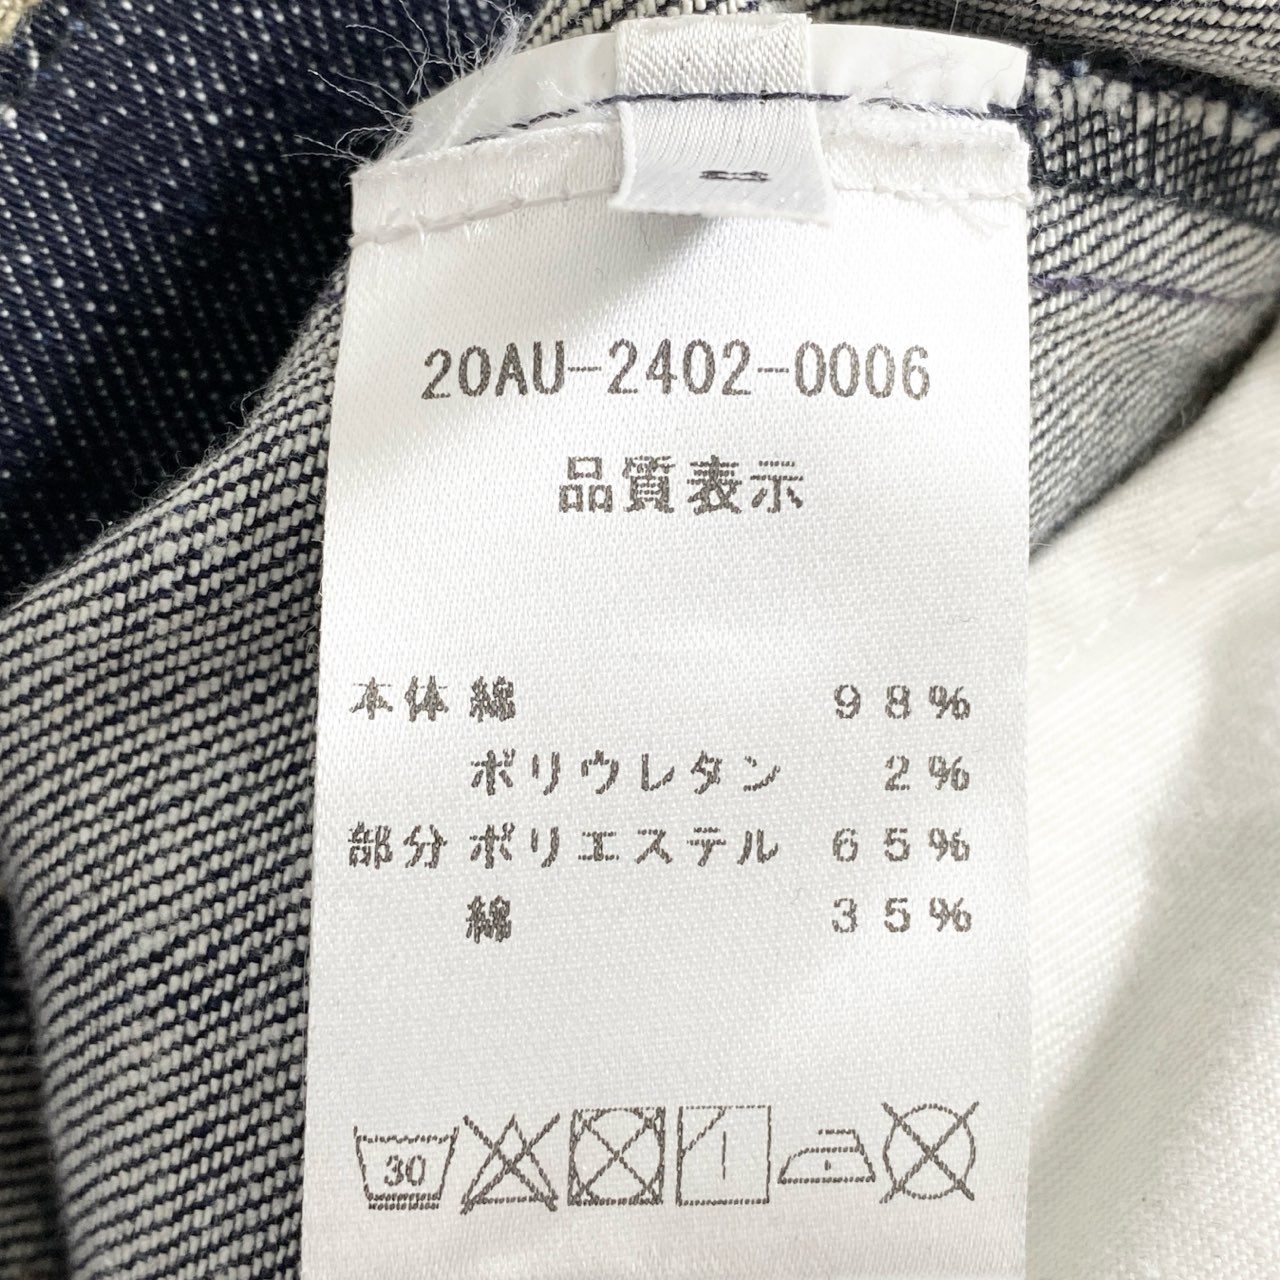 20AU-2402-0006
品質表示
本体 綿 98%
ポリウレタン 2%
部分 ポリエステル 65%
綿 35%
30